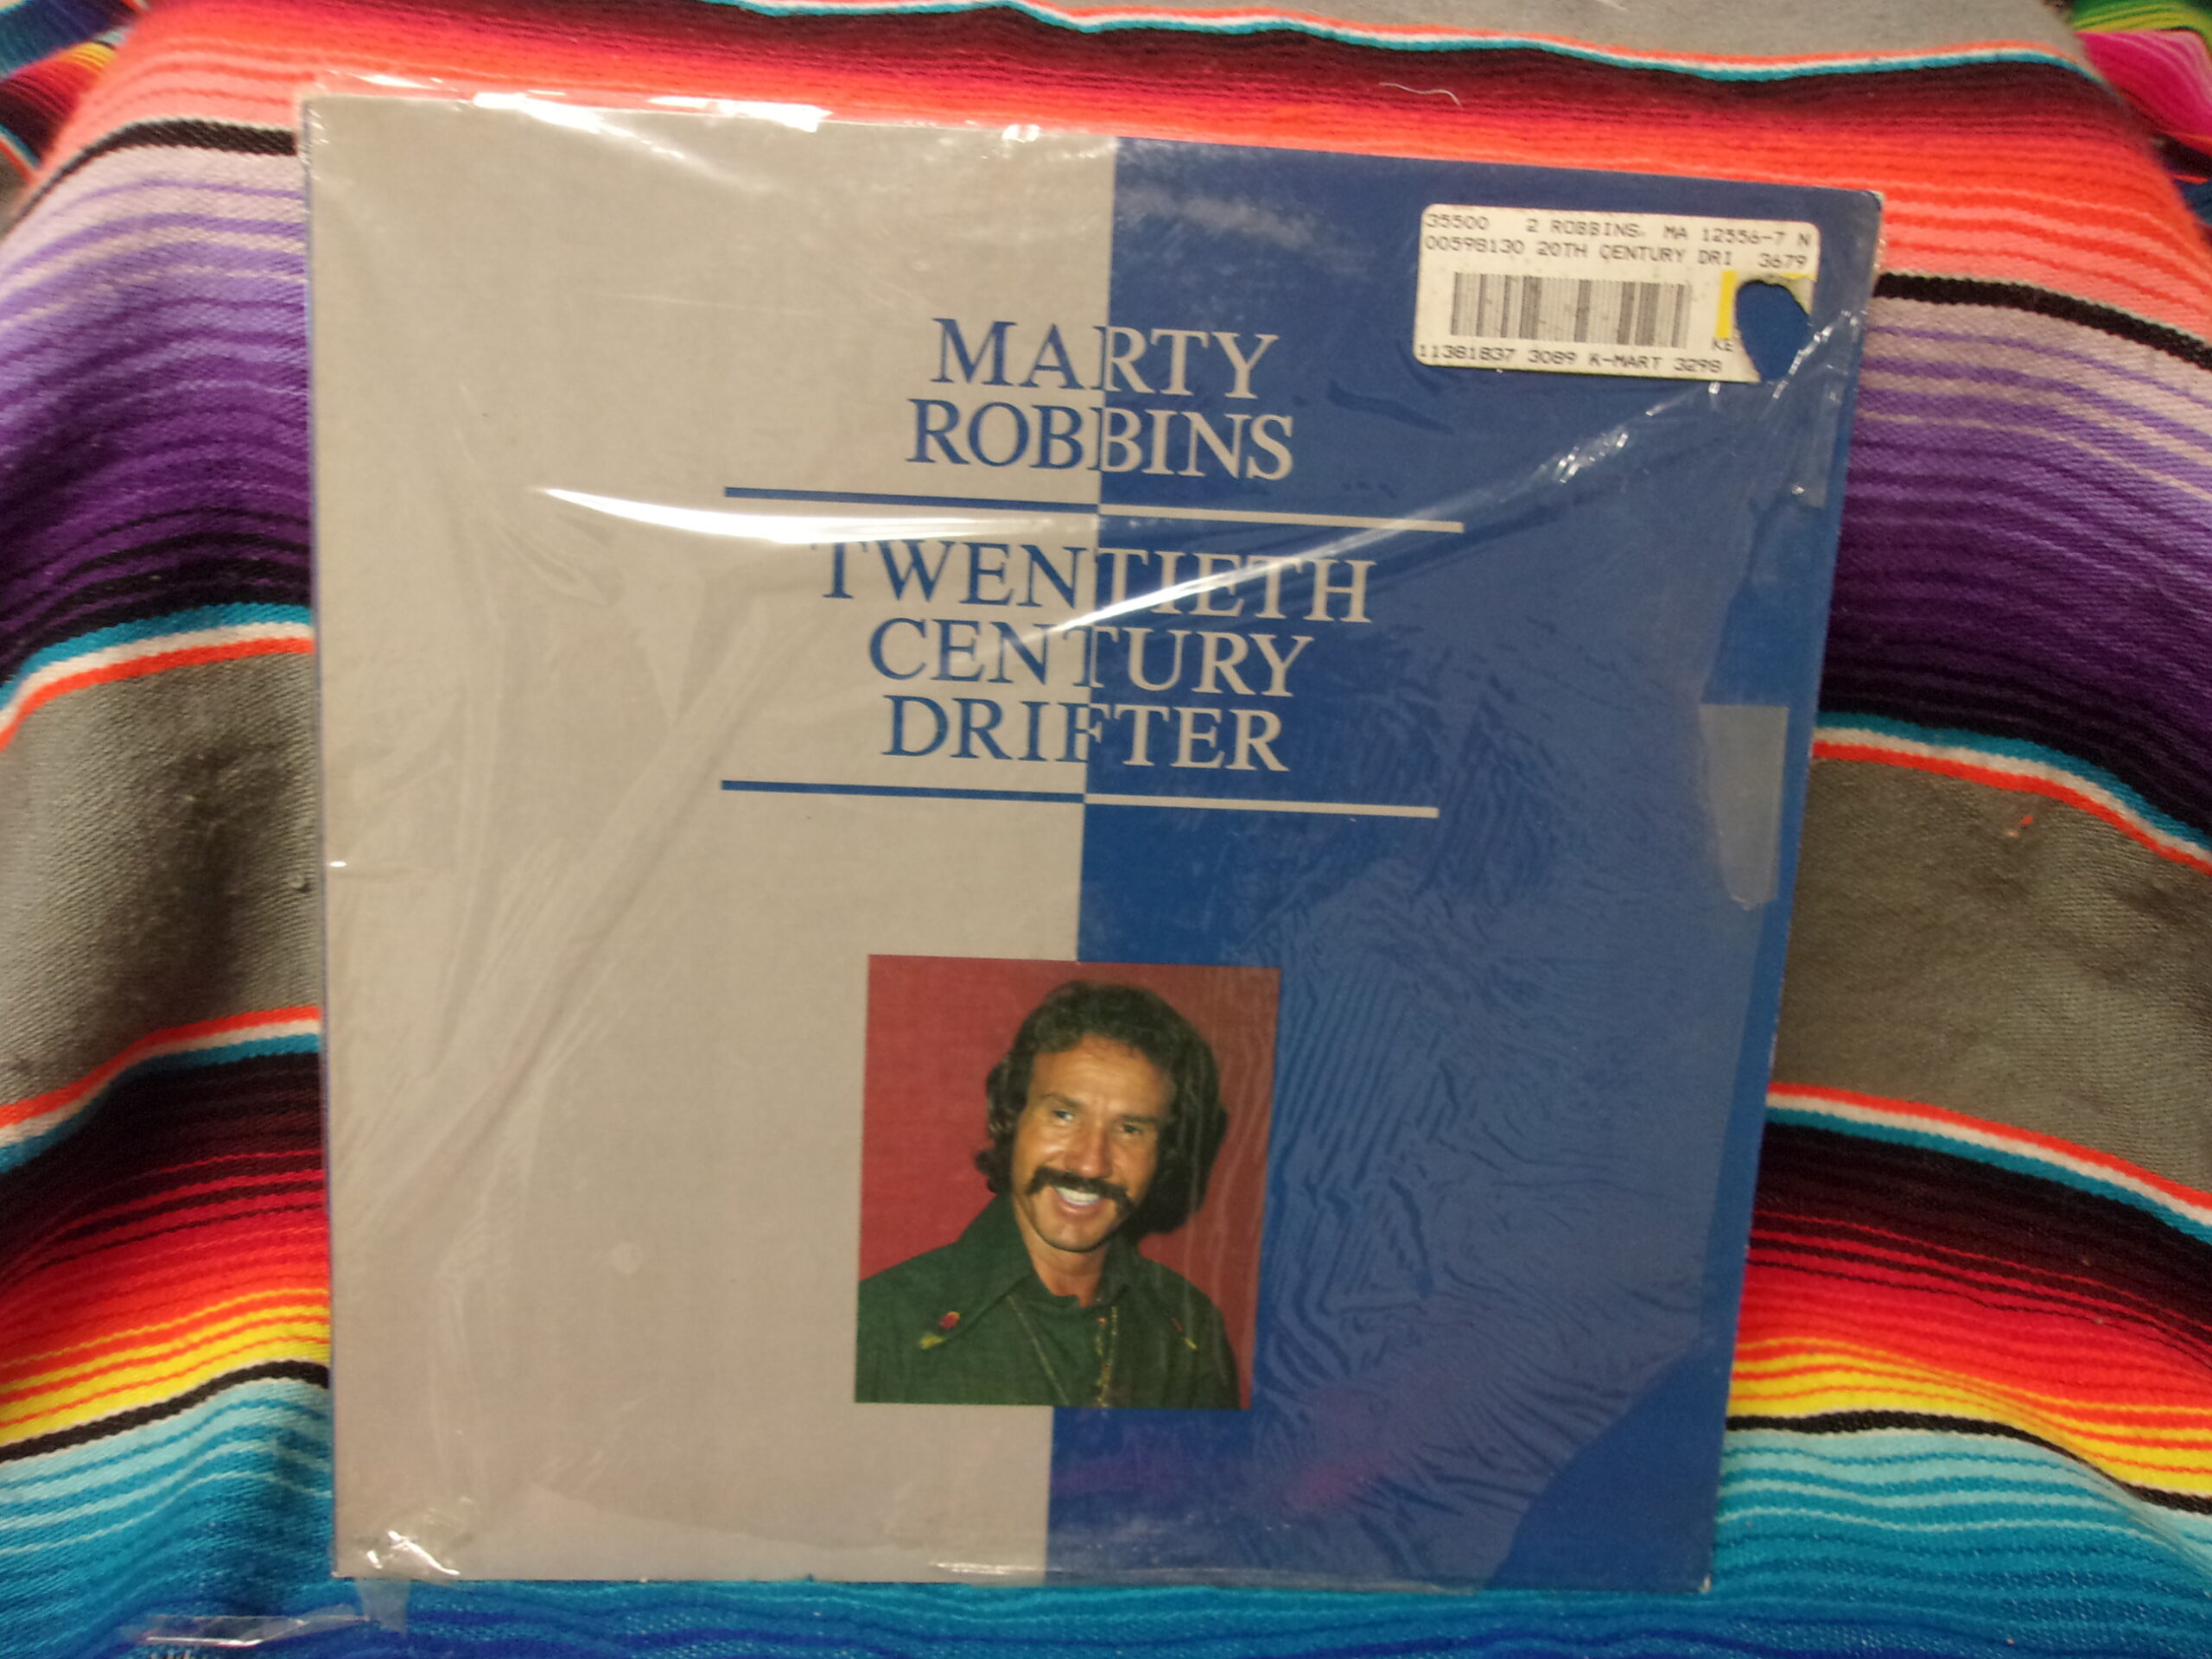 35500 2 ROBBINS, MA 12556-7 N
00598130 20TH CENTURY DRI 3679
KE
11381837 3089 K-MART 3298
MARTY
ROBBINS
TWENTIETH
CENTURY
DRIFTER